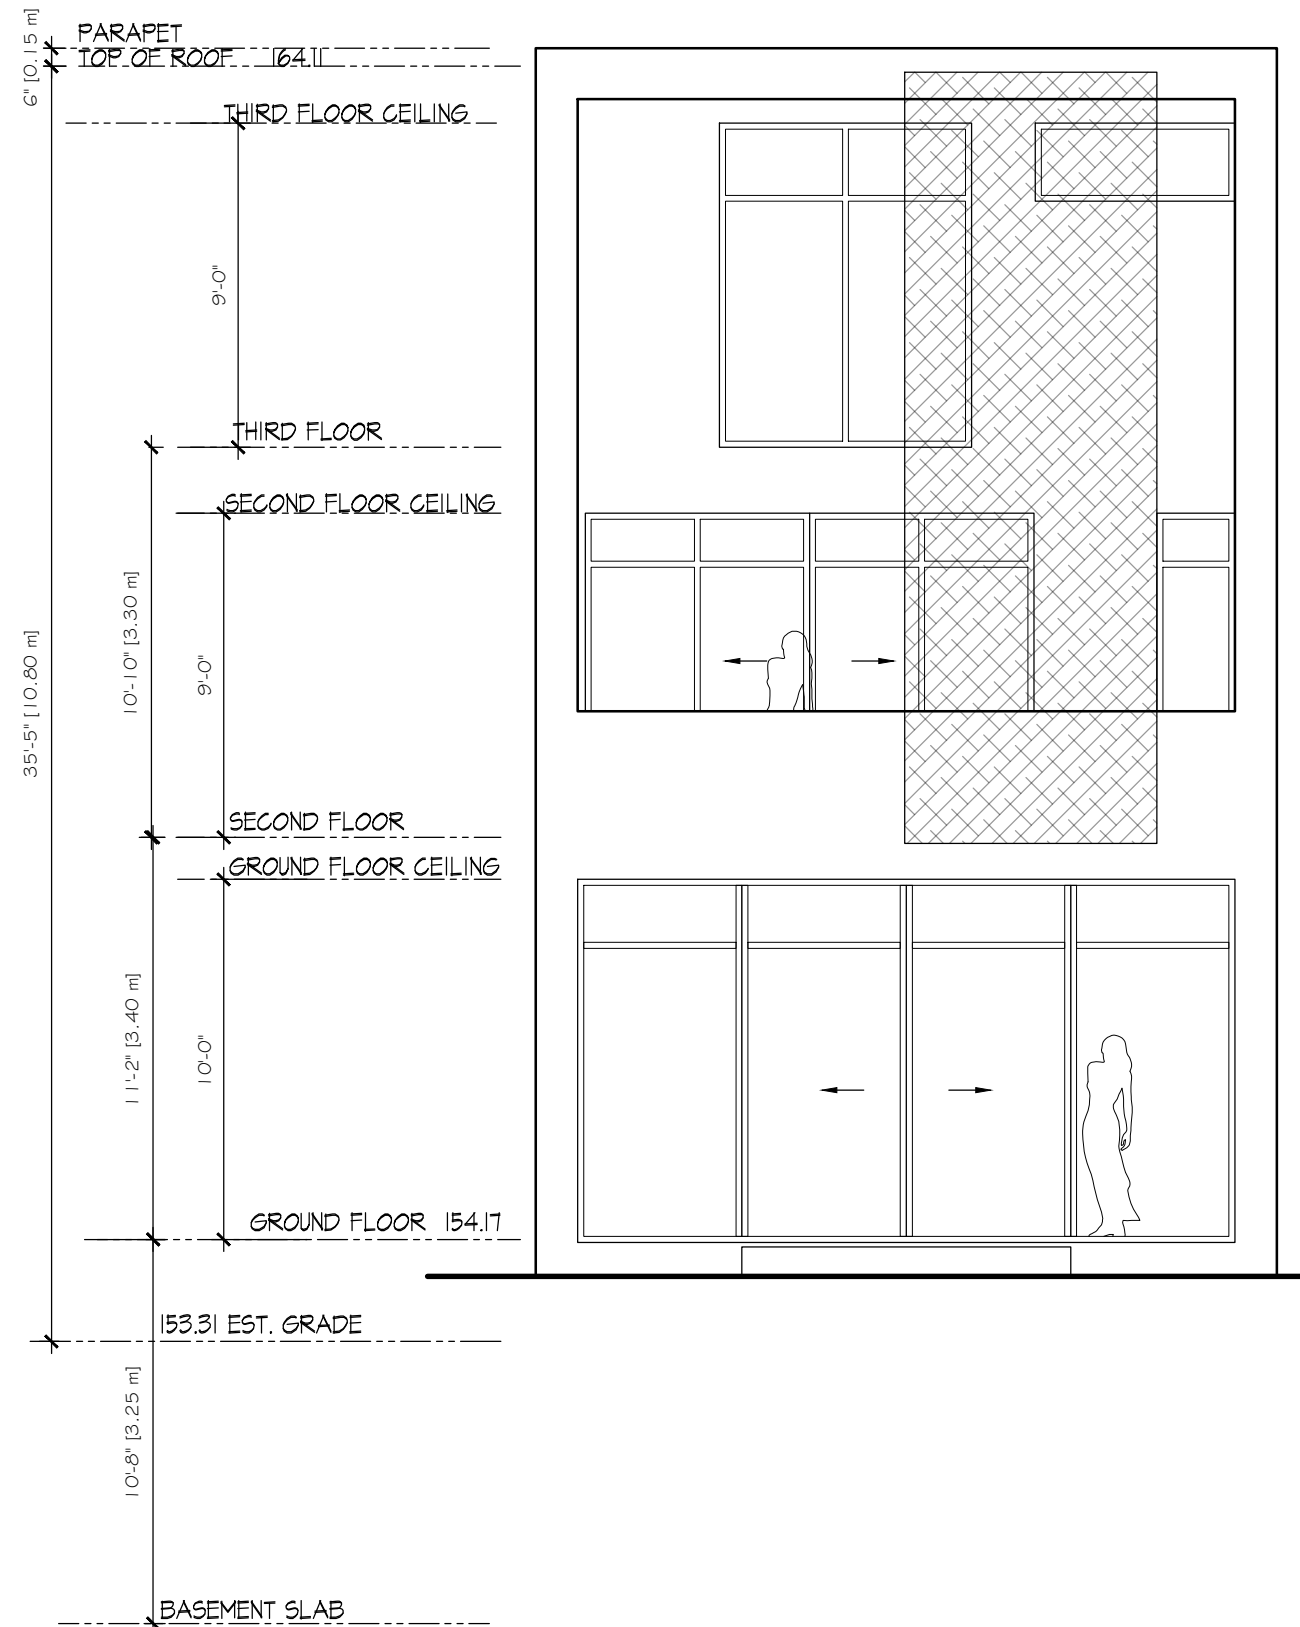 PARAPET
TOP OF ROOF 164.11
6" [0.15 m]
THIRD FLOOR CEILING
9'-0"
THIRD FLOOR
SECOND FLOOR CEILING
10'-10" [3.30 m]
9'-0"
35'-5" [10.80 m]
SECOND FLOOR
GROUND FLOOR CEILING
11'-2" [3.40 m]
10'-0"
GROUND FLOOR 154.17
153.31 EST. GRADE
10'-8" [3.25 m]
BASEMENT SLAB